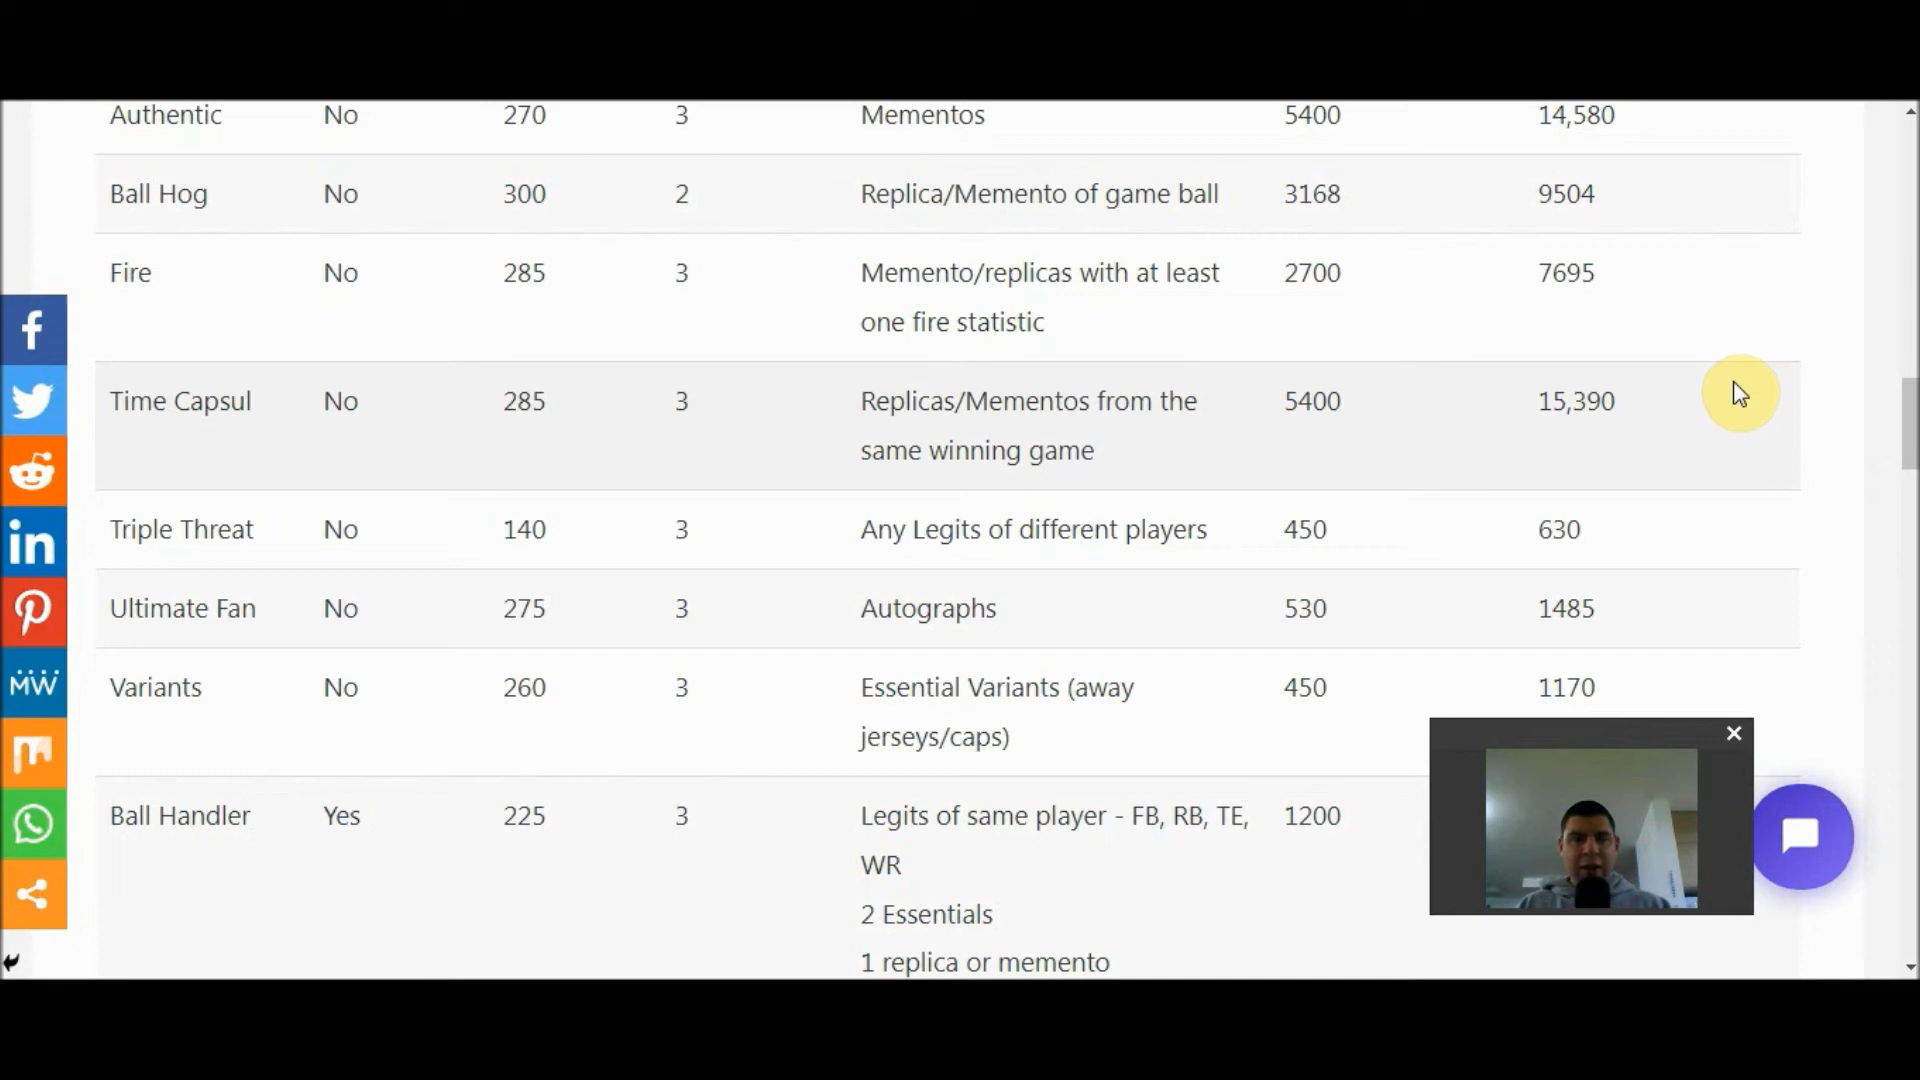 Authentic No 270 3 Mementos 5400 14,580
Ball Hog No 300 2 Replica/Memento of game ball 3168 9504
Fire No 285 3 Memento/replicas with at least 2700 7695
one fire statistic
Time Capsul No 285 3 Replicas/Mementos from the 5400 15,390
same winning game
Triple Threat No 140 3 Any Legits of different players 450 630
Ultimate Fan No 275 3 Autographs 530 1485
Variants No 260 3 Essential Variants (away 450 1170
jerseys/caps)
Ball Handler Yes 225 3 Legits of same player - FB, RB, TE, 1200
WR
2 Essentials
1 replica or memento
f
in
MW